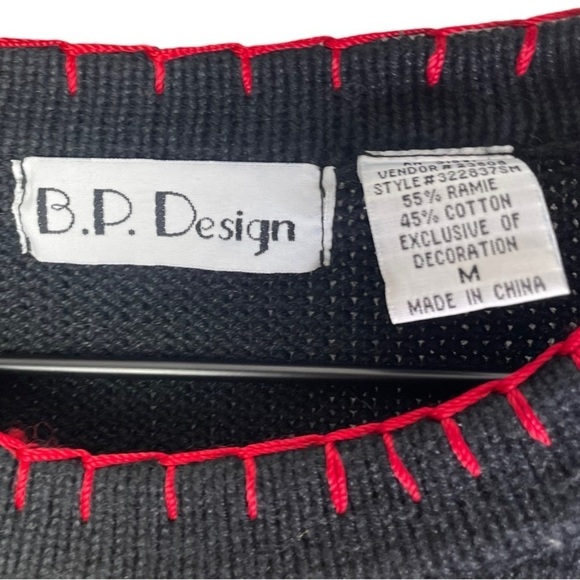 B.P. Design
VENDOR#
STYLE#322837SM
55% RAMIE
45% COTTON
EXCLUSIVE OF
DECORATION
M
MADE IN CHINA